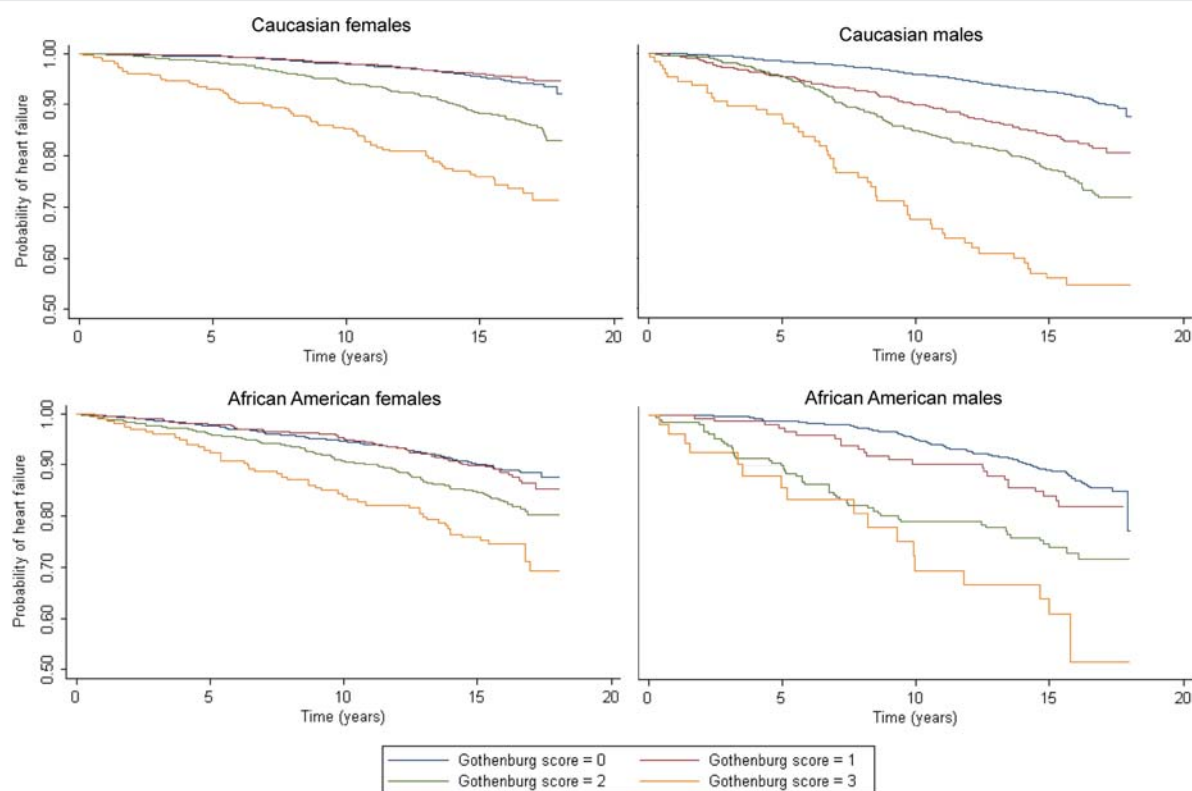 Caucasian females
Caucasian males
Probability of heart failure
1.00
0.90
0.80
0.70
0.60
0.50
0 5 10 15 20
Time (years)
0 5 10 15 20
Time (years)
African American females
African American males
Probability of heart failure
1.00
0.90
0.80
0.70
0.60
0.50
0 5 10 15 20
Time (years)
0 5 10 15 20
Time (years)
Gothenburg score = 0 Gothenburg score = 1
Gothenburg score = 2 Gothenburg score = 3